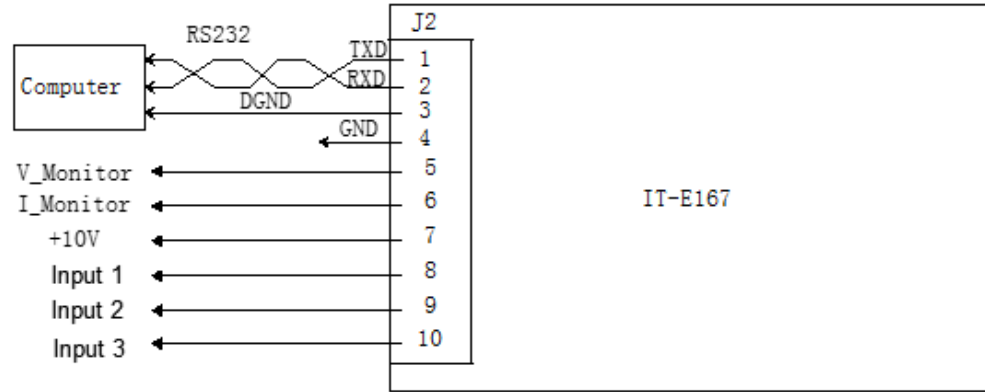 J2
RS232
TXD
1
RXD
2
Computer
DGND
3
GND
4
V_Monitor
5
I_Monitor
6
IT-E167
+10V
7
Input 1
8
Input 2
9
Input 3
10